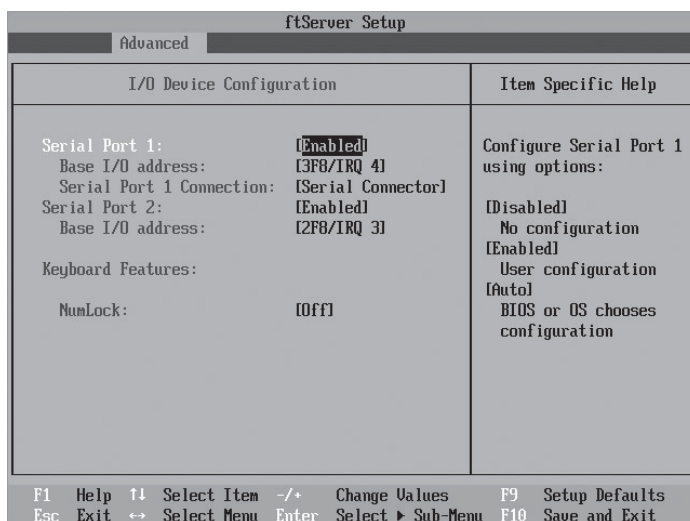 ftServer Setup
Advanced
I/O Device Configuration
Item Specific Help
Serial Port 1: [Enabled]
Base I/O address: [3F8/IRQ 4]
Serial Port 1 Connection: [Serial Connector]
Serial Port 2: [Enabled]
Base I/O address: [2F8/IRQ 3]
Keyboard Features:
NumLock: [Off]
Configure Serial Port 1
using options:
[Disabled]
No configuration
[Enabled]
User configuration
[Auto]
BIOS or OS chooses
configuration
F1 Help ↑↓ Select Item -/+ Change Values F9 Setup Defaults
Esc Exit ↔ Select Menu Enter Select ▶ Sub-Menu F10 Save and Exit